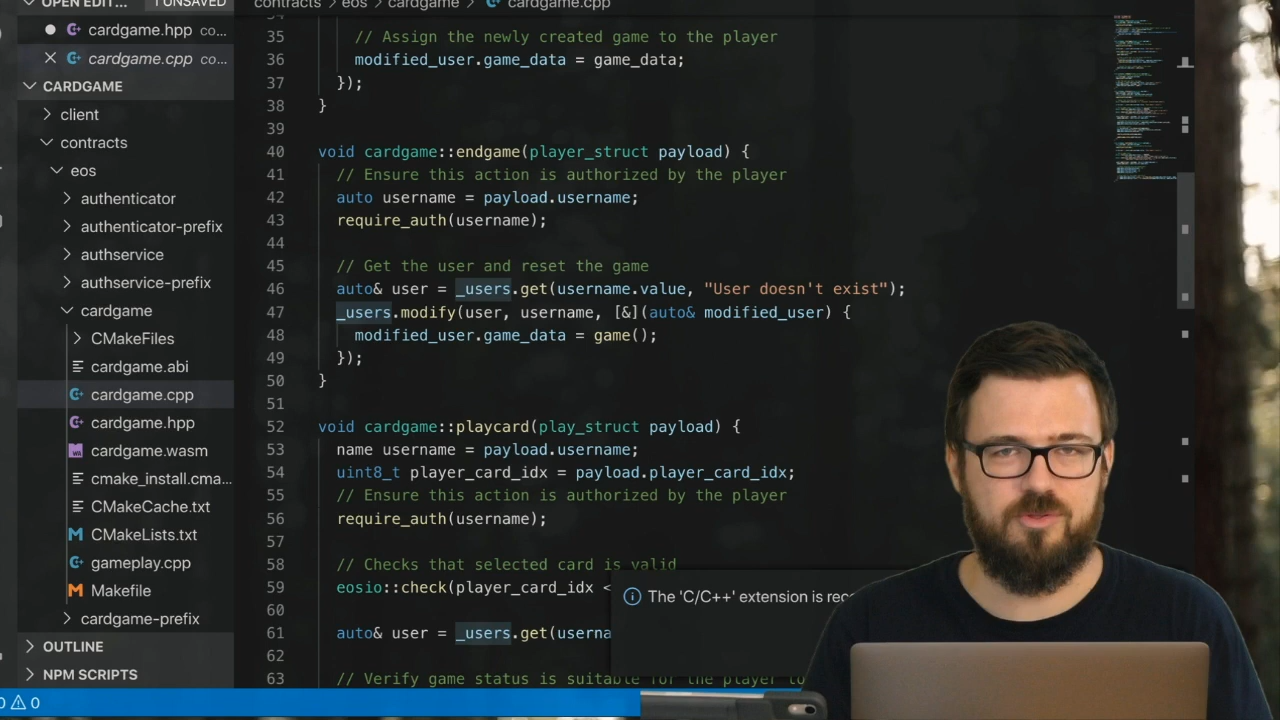 OPEN EDIT... 1 UNSAVED
cardgame.hpp co...
cardgame.cpp co...
CARDGAME
client
contracts
eos
authenticator
authenticator-prefix
authservice
authservice-prefix
cardgame
CMakeFiles
cardgame.abi
cardgame.cpp
cardgame.hpp
cardgame.wasm
cmake_install.cma...
CMakeCache.txt
CMakeLists.txt
gameplay.cpp
Makefile
cardgame-prefix
OUTLINE
NPM SCRIPTS
0
contracts > eos > cardgame > cardgame.cpp
34
35 // Assign the newly created game to the player
36 modified_user.game_data = game_data;
37 });
38 }
39
40 void cardgame::endgame(player_struct payload) {
41 // Ensure this action is authorized by the player
42 auto username = payload.username;
43 require_auth(username);
44
45 // Get the user and reset the game
46 auto& user = _users.get(username.value, "User doesn't exist");
47 _users.modify(user, username, [&](auto& modified_user) {
48 modified_user.game_data = game();
49 });
50 }
51
52 void cardgame::playcard(play_struct payload) {
53 name username = payload.username;
54 uint8_t player_card_idx = payload.player_card_idx;
55 // Ensure this action is authorized by the player
56 require_auth(username);
57
58 // Checks that selected card is valid
59 eosio::check(player_card_idx <
60
61 auto& user = _users.get(userna
62
63 // Verify game status is suitable for the player to
The 'C/C++' extension is rec